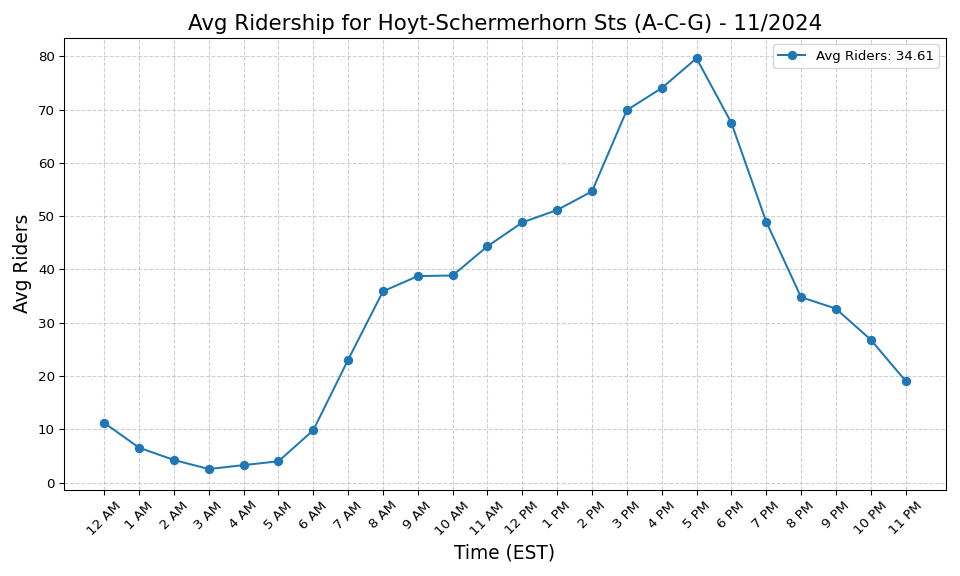 Avg Ridership for Hoyt-Schermerhorn Sts (A-C-G) - 11/2024
Avg Riders: 34.61
80
70
60
50
40
30
20
10
0
Avg Riders
12 AM
1 AM
2 AM
3 AM
4 AM
5 AM
6 AM
7 AM
8 AM
9 AM
10 AM
11 AM
12 PM
1 PM
2 PM
3 PM
4 PM
5 PM
6 PM
7 PM
8 PM
9 PM
10 PM
11 PM
Time (EST)